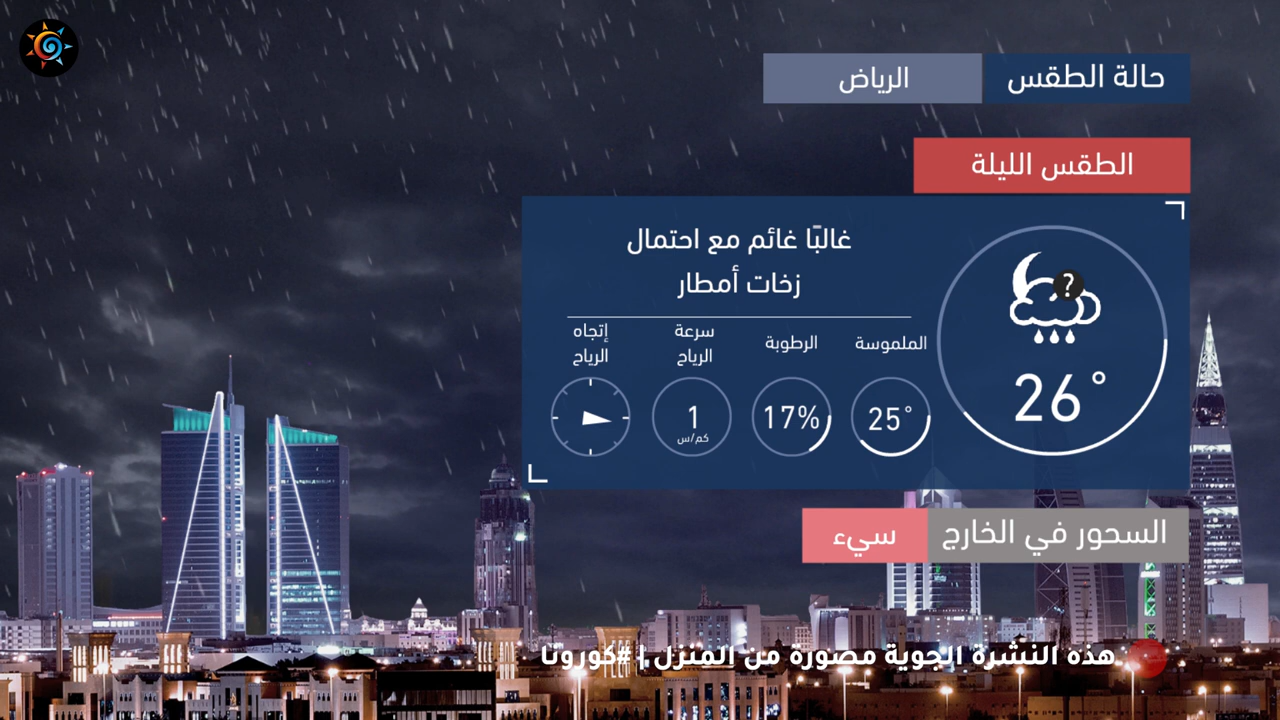 حالة الطقس الرياض
الطقس الليلة
غالبًا غائم مع احتمال
زخات أمطار
?
26°
الملموسة
25°
الرطوبة
17%
سرعة
الرياح
1
كم/س
إتجاه
الرياح
السحور في الخارج سيء
هذه النشرة الجوية مصورة من المنزل | #كورونا